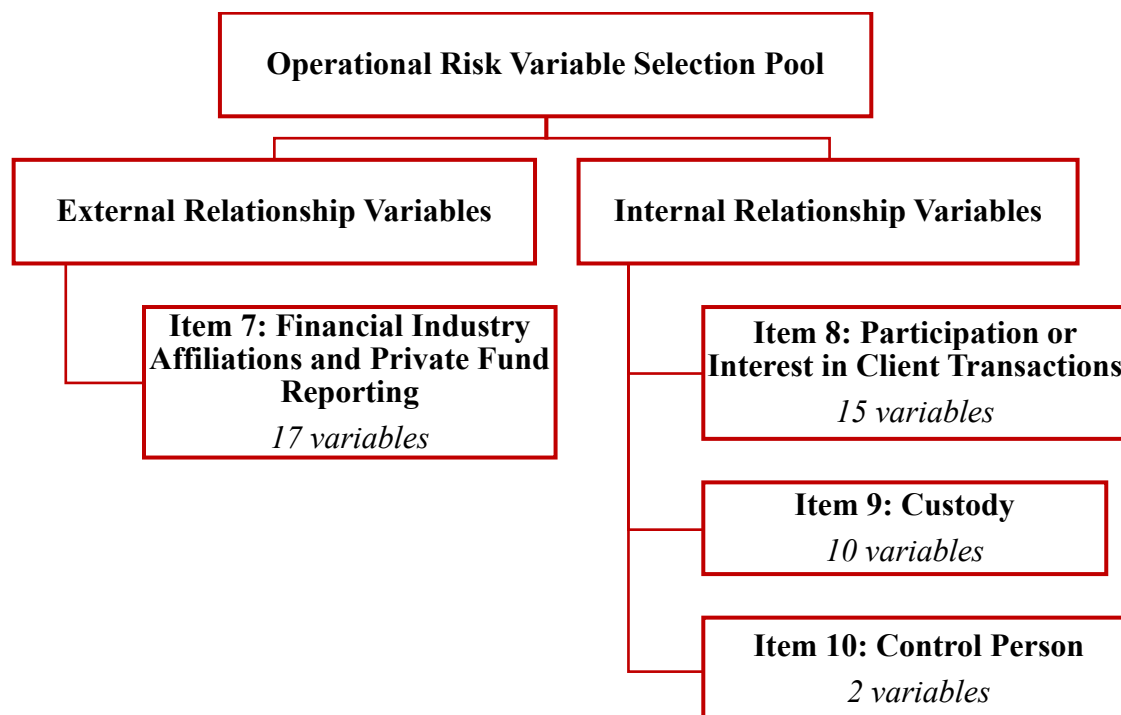 Operational Risk Variable Selection Pool
External Relationship Variables
Internal Relationship Variables
Item 7: Financial Industry
Affiliations and Private Fund
Reporting
17 variables
Item 8: Participation or
Interest in Client Transactions
15 variables
Item 9: Custody
10 variables
Item 10: Control Person
2 variables